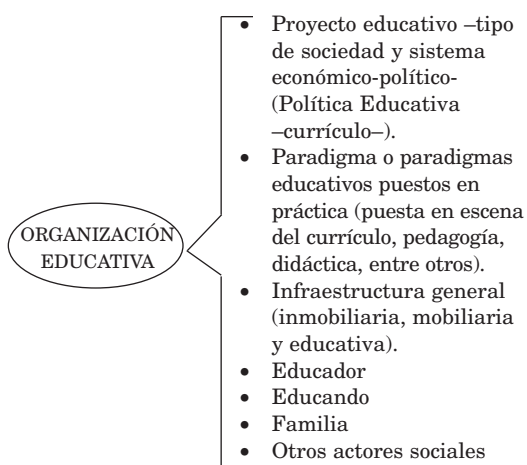 • Proyecto educativo –tipo
de sociedad y sistema
económico-político-
(Política Educativa
–currículo–).
• Paradigma o paradigmas
educativos puestos en
práctica (puesta en escena
del currículo, pedagogía,
didáctica, entre otros).
ORGANIZACIÓN
EDUCATIVA
• Infraestructura general
(inmobiliaria, mobiliaria
y educativa).
• Educador
• Educando
• Familia
• Otros actores sociales